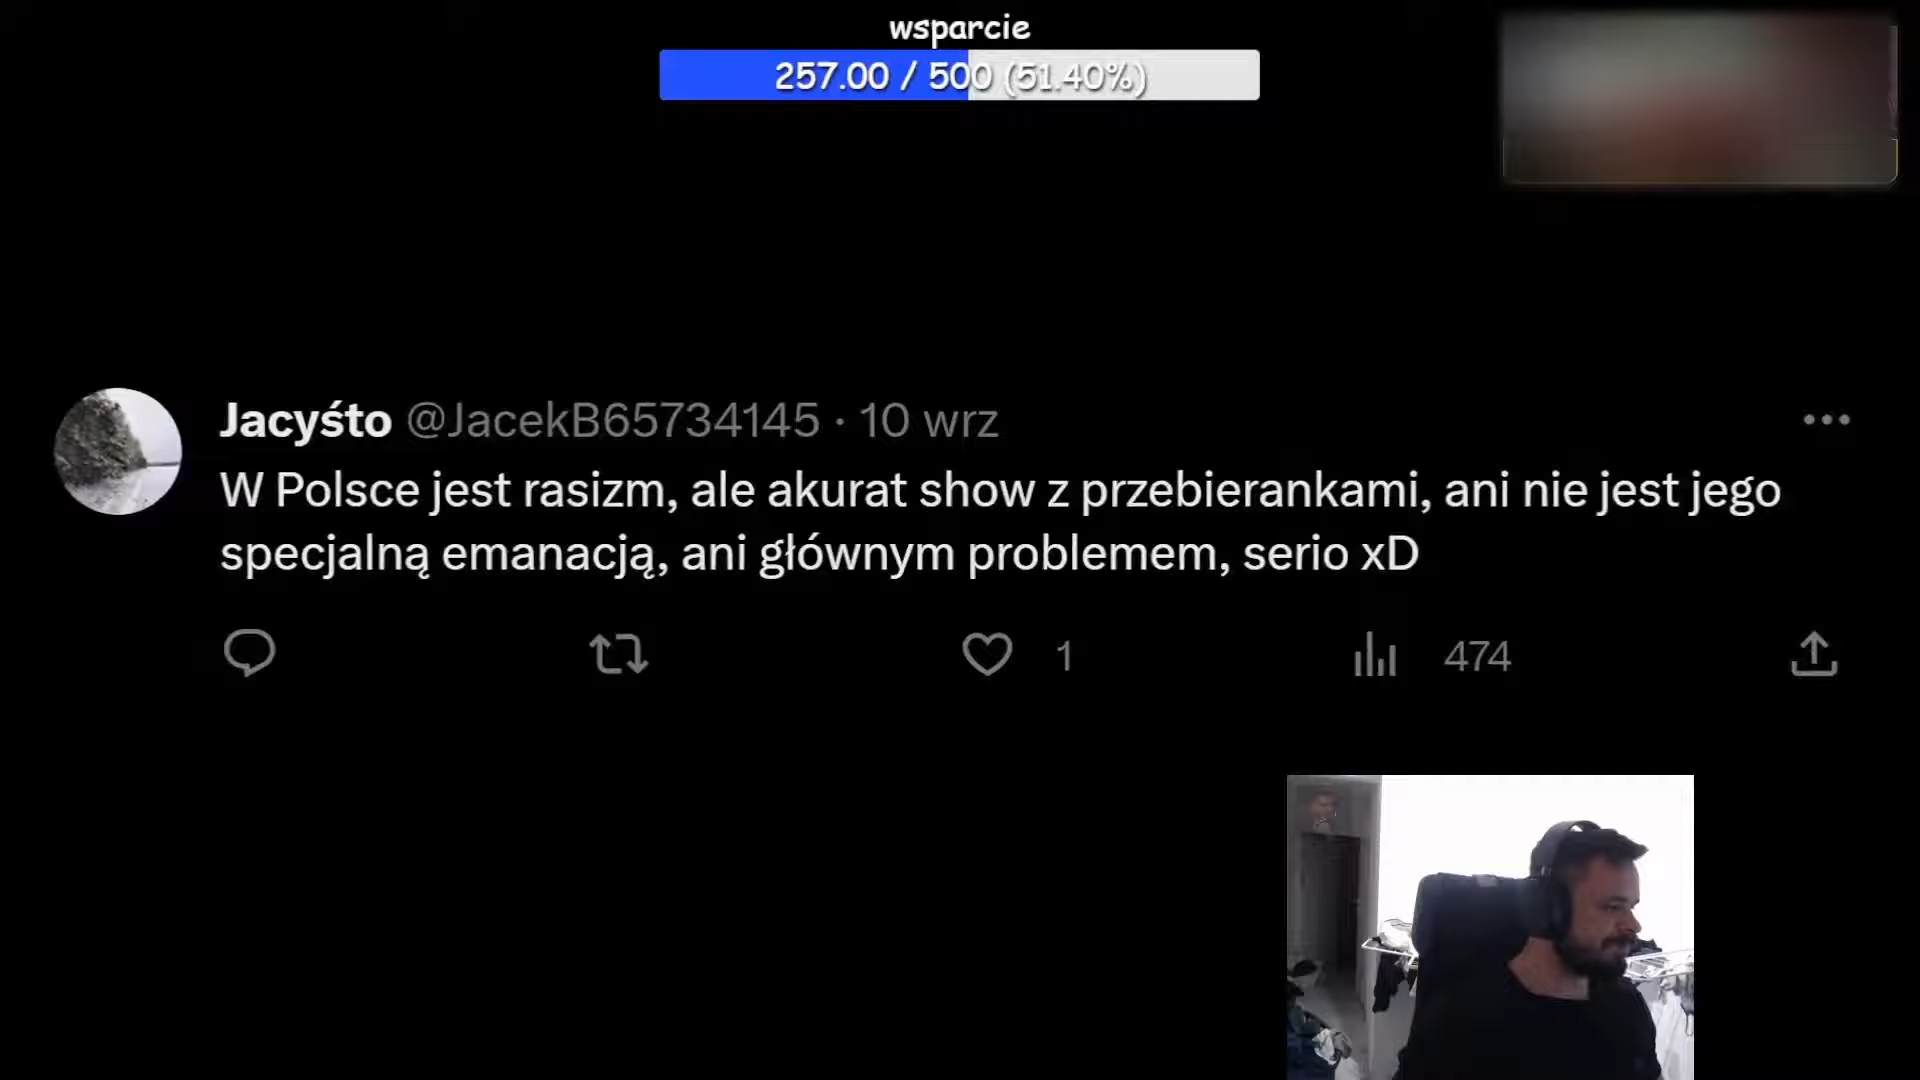 wsparcie
257.00 / 500 (51.40%)
Jacyśto @JacekB65734145 · 10 wrz
W Polsce jest rasizm, ale akurat show z przebierankami, ani nie jest jego
specjalną emanacją, ani głównym problemem, serio xD
1 474